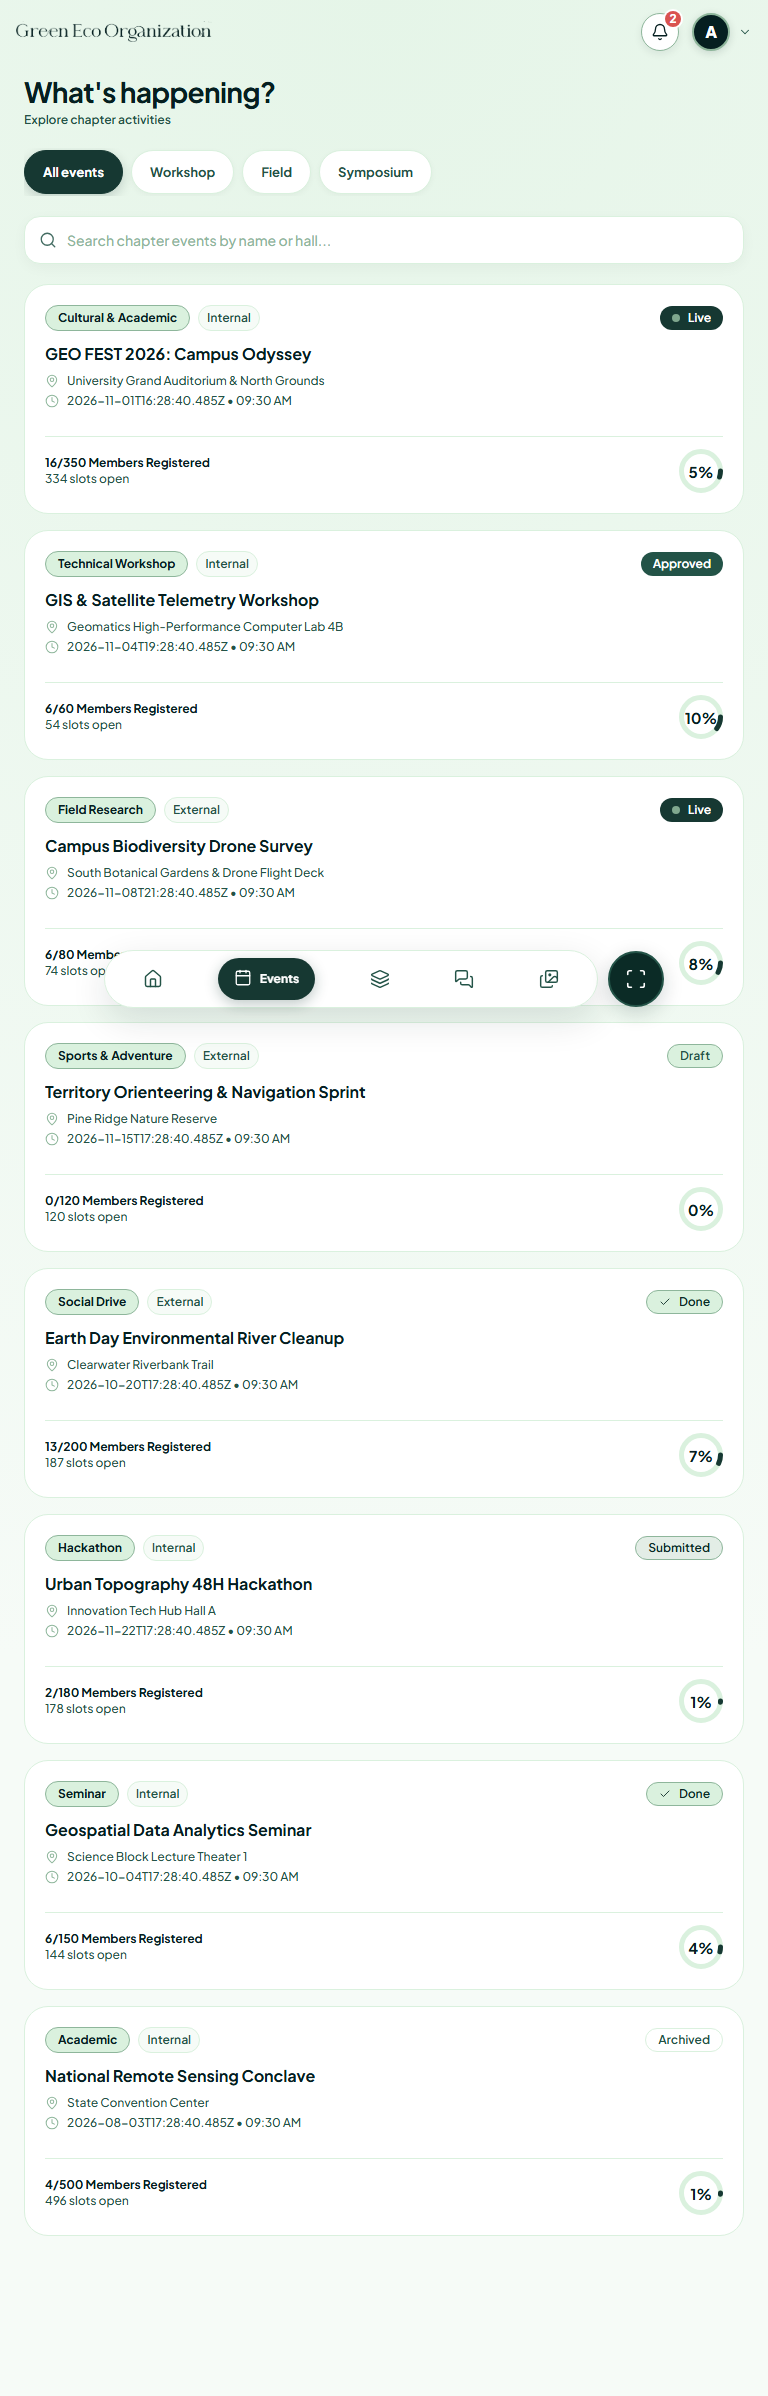 Green Eco Organization
2
A
What's happening?
Explore chapter activities
All events
Workshop
Field
Symposium
Search chapter events by name or hall...
Cultural & Academic
Internal
Live
GEO FEST 2026: Campus Odyssey
University Grand Auditorium & North Grounds
2026-11-01T16:28:40.485Z • 09:30 AM
16/350 Members Registered
334 slots open
5%
Technical Workshop
Internal
Approved
GIS & Satellite Telemetry Workshop
Geomatics High-Performance Computer Lab 4B
2026-11-04T19:28:40.485Z • 09:30 AM
6/60 Members Registered
54 slots open
10%
Field Research
External
Live
Campus Biodiversity Drone Survey
South Botanical Gardens & Drone Flight Deck
2026-11-08T21:28:40.485Z • 09:30 AM
6/80 Membe
74 slots op
8%
Events
Sports & Adventure
External
Draft
Territory Orienteering & Navigation Sprint
Pine Ridge Nature Reserve
2026-11-15T17:28:40.485Z • 09:30 AM
0/120 Members Registered
120 slots open
0%
Social Drive
External
Done
Earth Day Environmental River Cleanup
Clearwater Riverbank Trail
2026-10-20T17:28:40.485Z • 09:30 AM
13/200 Members Registered
187 slots open
7%
Hackathon
Internal
Submitted
Urban Topography 48H Hackathon
Innovation Tech Hub Hall A
2026-11-22T17:28:40.485Z • 09:30 AM
2/180 Members Registered
178 slots open
1%
Seminar
Internal
Done
Geospatial Data Analytics Seminar
Science Block Lecture Theater 1
2026-10-04T17:28:40.485Z • 09:30 AM
6/150 Members Registered
144 slots open
4%
Academic
Internal
Archived
National Remote Sensing Conclave
State Convention Center
2026-08-03T17:28:40.485Z • 09:30 AM
4/500 Members Registered
496 slots open
1%